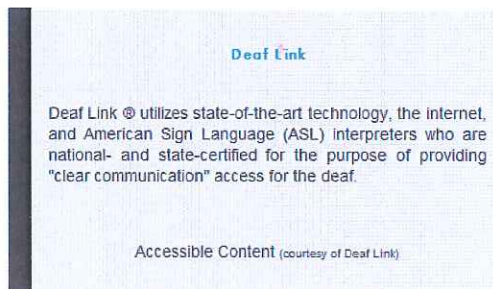 Deaf Link
Deaf Link ® utilizes state-of-the-art technology, the internet,
and American Sign Language (ASL) interpreters who are
national- and state-certified for the purpose of providing
"clear communication" access for the deaf.
Accessible Content (courtesy of Deaf Link)